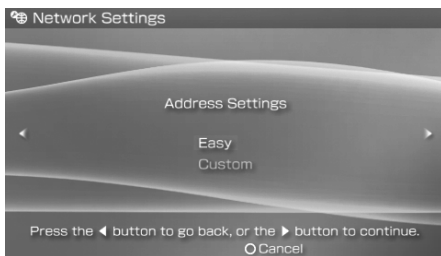 Network Settings
Address Settings
Easy
Custom
Press the ◀ button to go back, or the ▶ button to continue.
Cancel